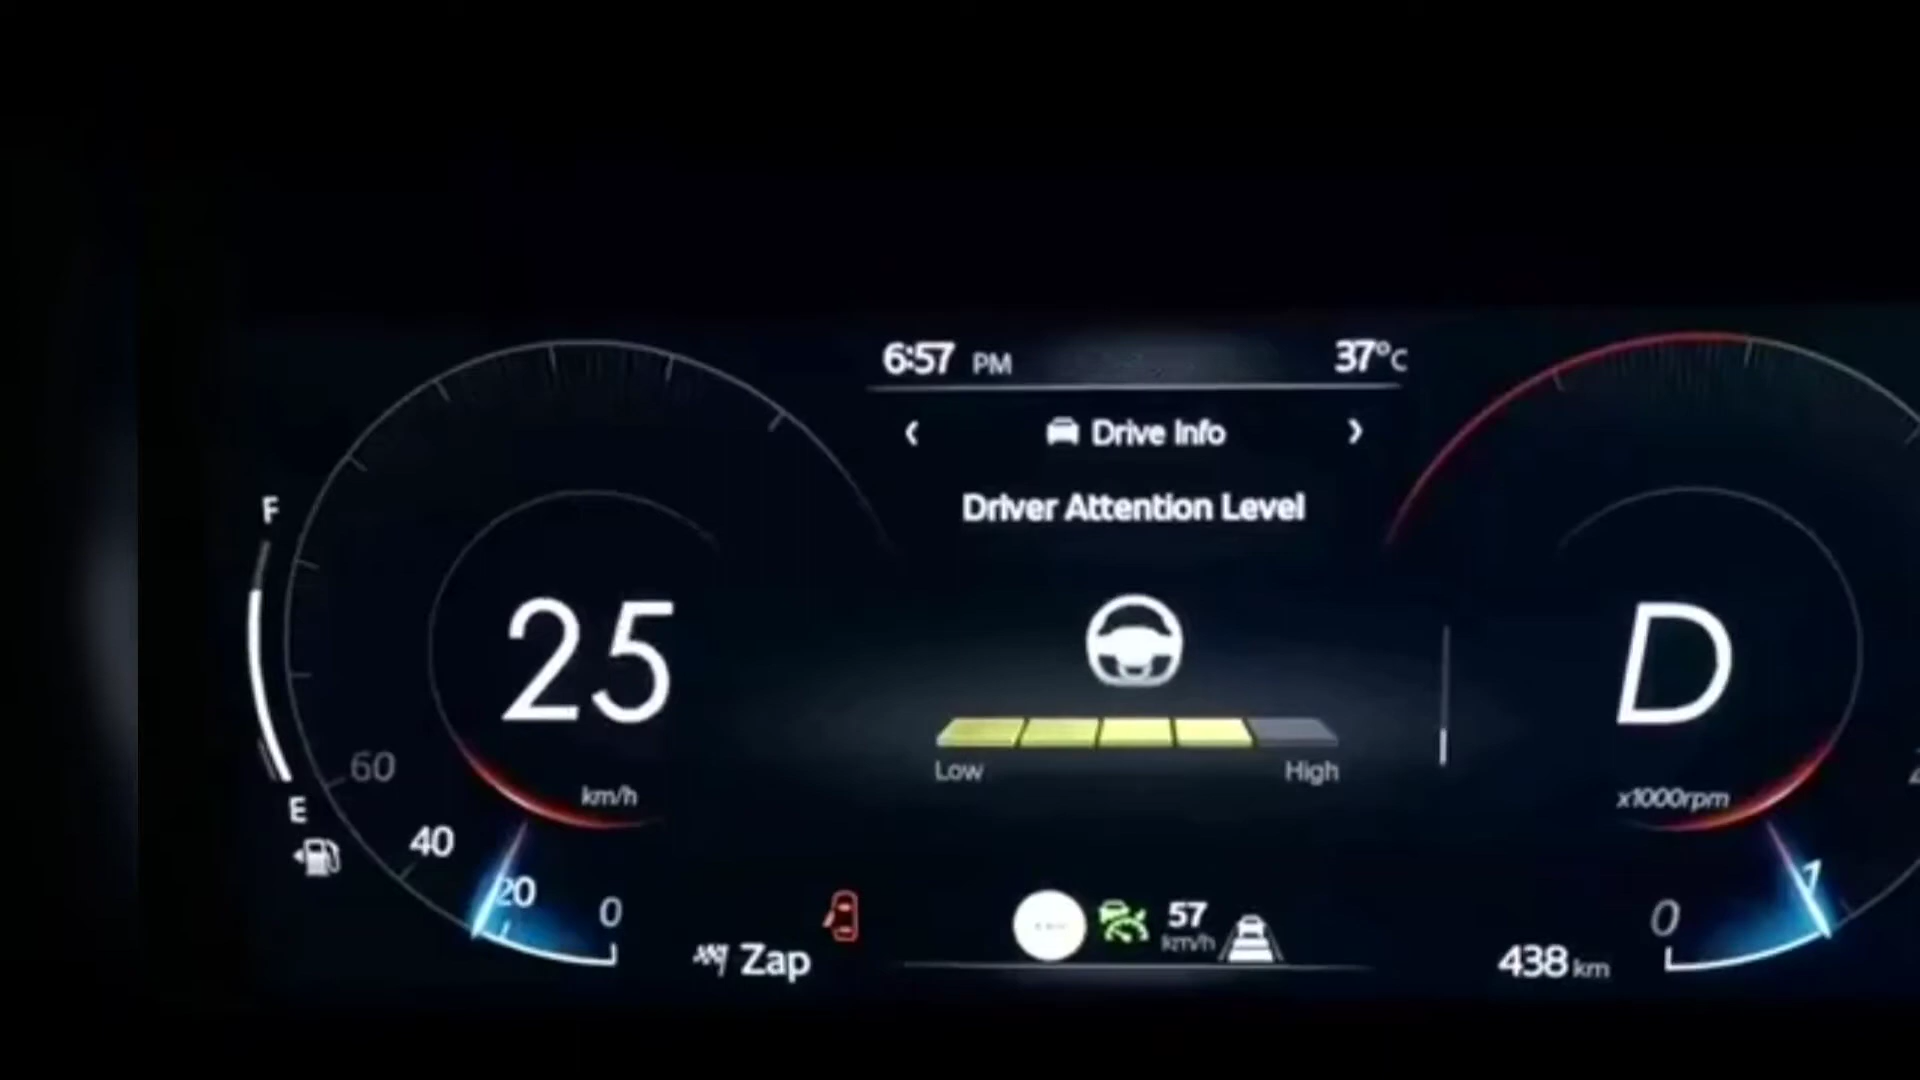 6:57 PM
37°C
‹ Drive Info ›
Driver Attention Level
F
25
km/h
E
60
40
20
0
Low
High
D
x1000rpm
1
0
57
km/h
Zap
438 km